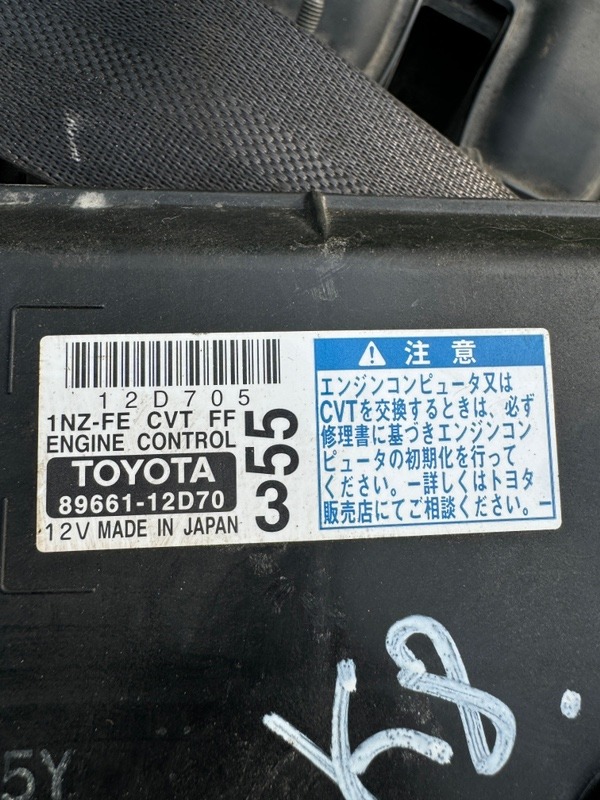 12D705
1NZ-FE CVT FF
ENGINE CONTROL
TOYOTA
89661-12D70
12V MADE IN JAPAN
355
注意
エンジンコンピュータ又は
CVTを交換するときは、必ず
修理書に基づきエンジンコン
ピュータの初期化を行って
ください。ー詳しくはトヨタ
販売店にてご相談ください。
K8.
5Y